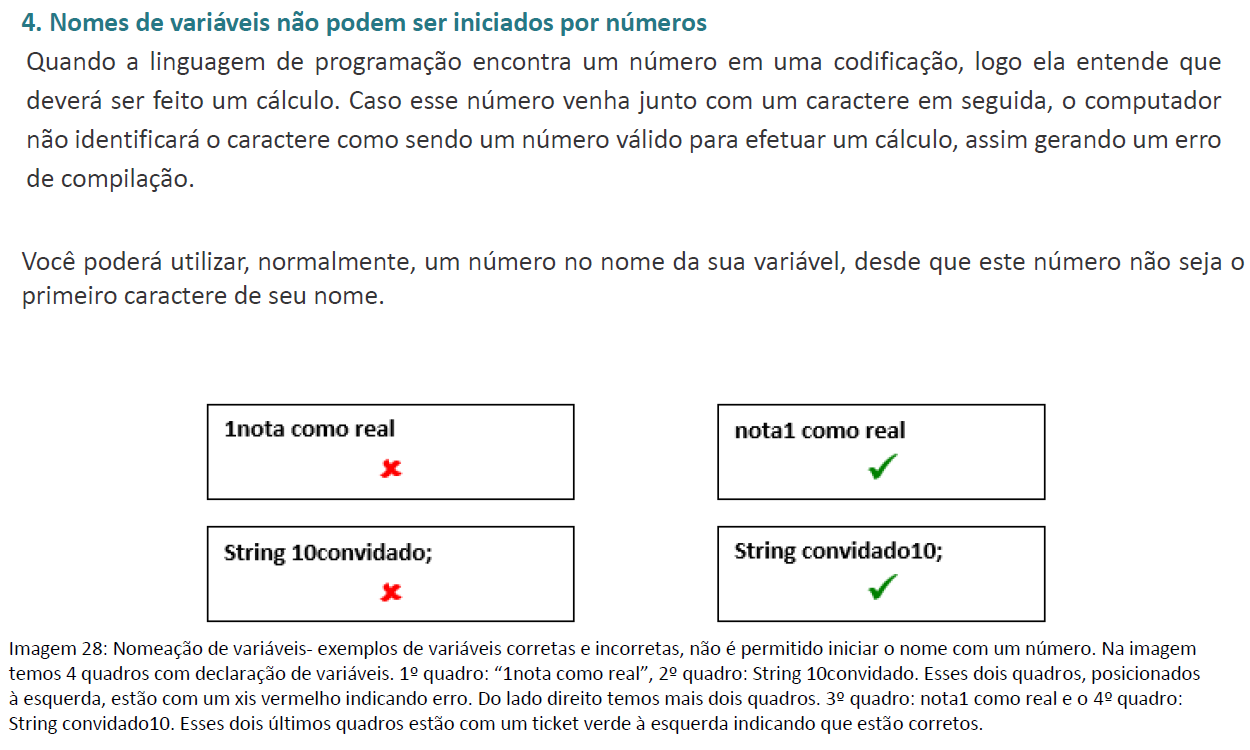 4. Nomes de variáveis não podem ser iniciados por números
Quando a linguagem de programação encontra um número em uma codificação, logo ela entende que
deverá ser feito um cálculo. Caso esse número venha junto com um caractere em seguida, o computador
não identificará o caractere como sendo um número válido para efetuar um cálculo, assim gerando um erro
de compilação.
Você poderá utilizar, normalmente, um número no nome da sua variável, desde que este número não seja o
primeiro caractere de seu nome.
1nota como real
nota1 como real
String 10convidado;
String convidado10;
Imagem 28: Nomeação de variáveis- exemplos de variáveis corretas e incorretas, não é permitido iniciar o nome com um número. Na imagem
temos 4 quadros com declaração de variáveis. 1º quadro: “1nota como real”, 2º quadro: String 10convidado. Esses dois quadros, posicionados
à esquerda, estão com um xis vermelho indicando erro. Do lado direito temos mais dois quadros. 3º quadro: nota1 como real e o 4º quadro:
String convidado10. Esses dois últimos quadros estão com um ticket verde à esquerda indicando que estão corretos.